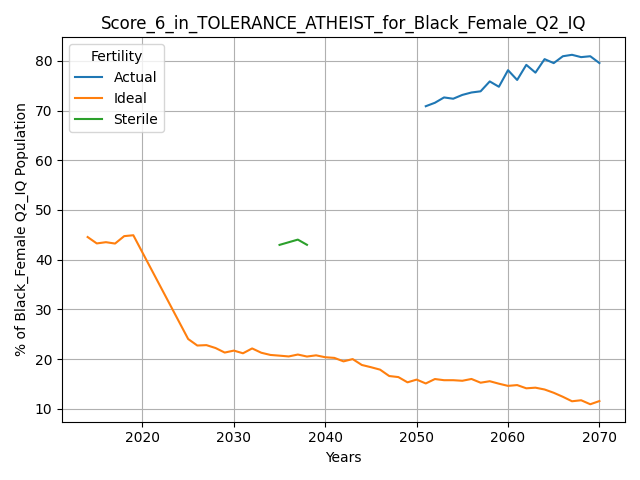 Score_6_in_TOLERANCE_ATHEIST_for_Black_Female_Q2_IQ
Fertility
Actual
Ideal
Sterile
% of Black_Female Q2_IQ Population
80
70
60
50
40
30
20
10
2020
2030
2040
2050
2060
2070
Years